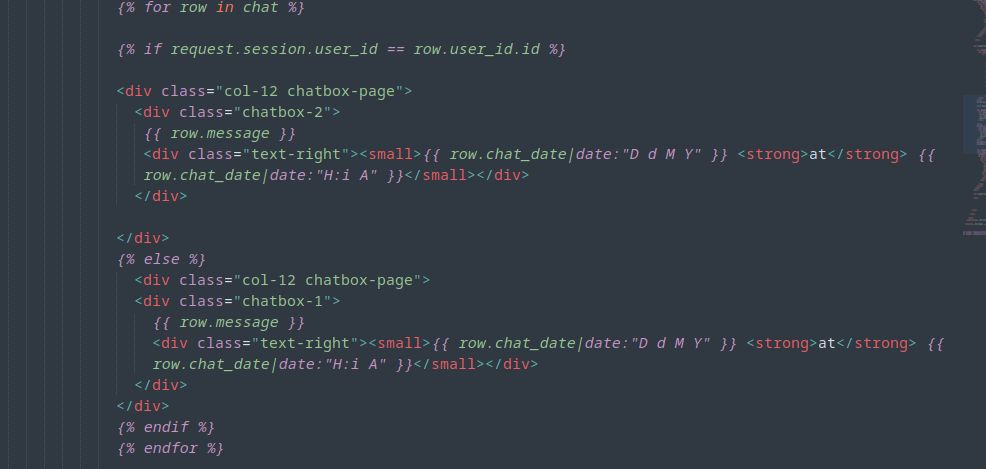 {% for row in chat %}
{% if request.session.user_id == row.user_id.id %}
<div class="col-12 chatbox-page">
<div class="chatbox-2">
{{ row.message }}
<div class="text-right"><small>{{ row.chat_date|date:"D d M Y" }} <strong>at</strong> {{
row.chat_date|date:"H:i A" }}</small></div>
</div>
</div>
{% else %}
<div class="col-12 chatbox-page">
<div class="chatbox-1">
{{ row.message }}
<div class="text-right"><small>{{ row.chat_date|date:"D d M Y" }} <strong>at</strong> {{
row.chat_date|date:"H:i A" }}</small></div>
</div>
</div>
{% endif %}
{% endfor %}